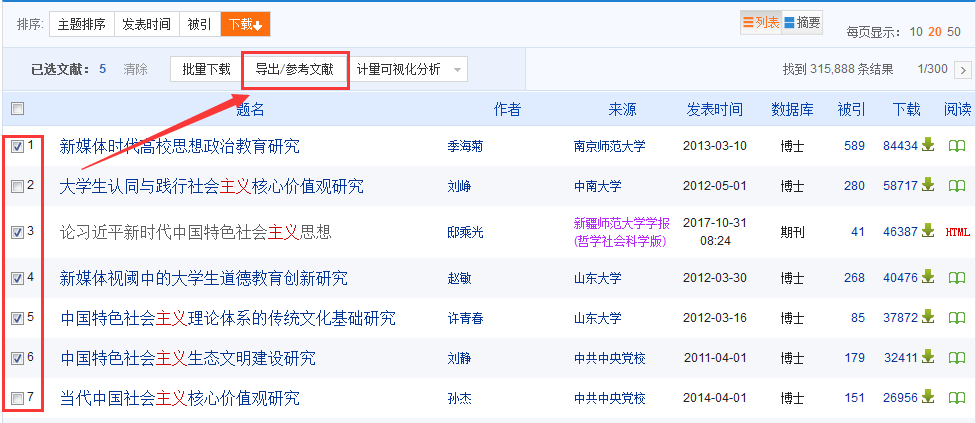 排序: 主题排序 发表时间 被引 下载 列表 摘要 每页显示: 10 20 50
已选文献: 5 清除 批量下载 导出/参考文献 计量可视化分析 找到 315,888 条结果 1/300
题名 作者 来源 发表时间 数据库 被引 下载 阅读
1 新媒体时代高校思想政治教育研究 季海菊 南京师范大学 2013-03-10 博士 589 84434
2 大学生认同与践行社会主义核心价值观研究 刘峥 中南大学 2012-05-01 博士 280 58717
3 论习近平新时代中国特色社会主义思想 邸乘光 新疆师范大学学报 2017-10-31 期刊 41 46387 HTML
(哲学社会科学版) 08:24
4 新媒体视阈中的大学生道德教育创新研究 赵敏 山东大学 2012-03-30 博士 268 40476
5 中国特色社会主义理论体系的传统文化基础研究 许青春 山东大学 2012-03-16 博士 85 37872
6 中国特色社会主义生态文明建设研究 刘静 中共中央党校 2011-04-01 博士 179 32411
7 当代中国社会主义核心价值观研究 孙杰 中共中央党校 2014-04-01 博士 151 26956